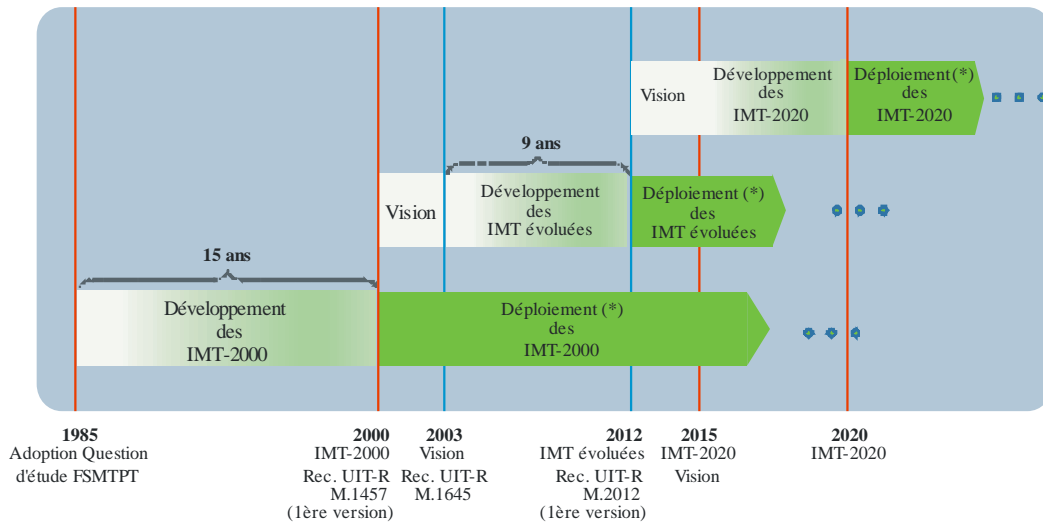 Vision
Développement
des
IMT-2020
Déploiement (*)
des
IMT-2020
9 ans
Vision
Développement
des
IMT évoluées
Déploiement (*)
des
IMT évoluées
15 ans
Développement
des
IMT-2000
Déploiement (*)
des
IMT-2000
1985
Adoption Question
d'étude FSMTPT
2000
IMT-2000
Rec. UIT-R
M.1457
(1ère version)
2003
Vision
Rec. UIT-R
M.1645
2012
IMT évoluées
Rec. UIT-R
M.2012
(1ère version)
2015
IMT-2020
Vision
2020
IMT-2020